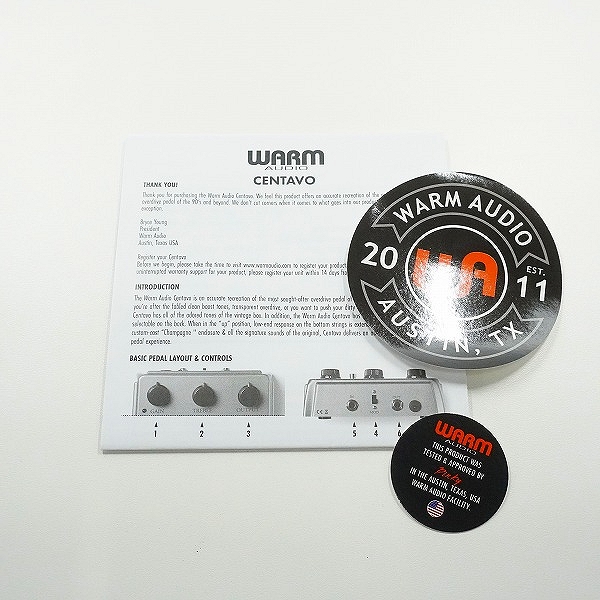 WARM
AUDIO
CENTAVO
THANK YOU!
Thank you for purchasing the Warm Audio Centavo. We feel this product offers an accurate recreation of the
overdrive pedal of the 90's and beyond. We don't cut corners when it comes to what goes into our product
exception.
Bryce Young
President
Warm Audio
Austin, Texas USA
Register your Centavo
Before we begin, please take the time to visit www.warmaudio.com to register your product
uninterrupted warranty support for your product, please register your unit within 14 days
INTRODUCTION
The Warm Audio Centavo is an accurate recreation of the most sought-after overdrive pedal
you're after the fabled clean boost tones, transparent overdrive, or you want to push your dirty
Centavo has all of the adored tones of the vintage box. In addition, the Warm Audio Centavo has
selectable on the back. When in the "up" position, low-end response on the bottom strings is
custom-cast "Champagne" enclosure & all the signature sounds of the original, Centavo delivers an
pedal experience.
BASIC PEDAL LAYOUT & CONTROLS
GAIN TREBLE OUTPUT
1 2 3 5 4 6
WARM AUDIO
20 WA EST.
11
AUSTIN, TX
WARM
AUDIO
THIS PRODUCT WAS
TESTED & APPROVED BY
IN THE AUSTIN, TEXAS, USA
WARM AUDIO FACILITY.